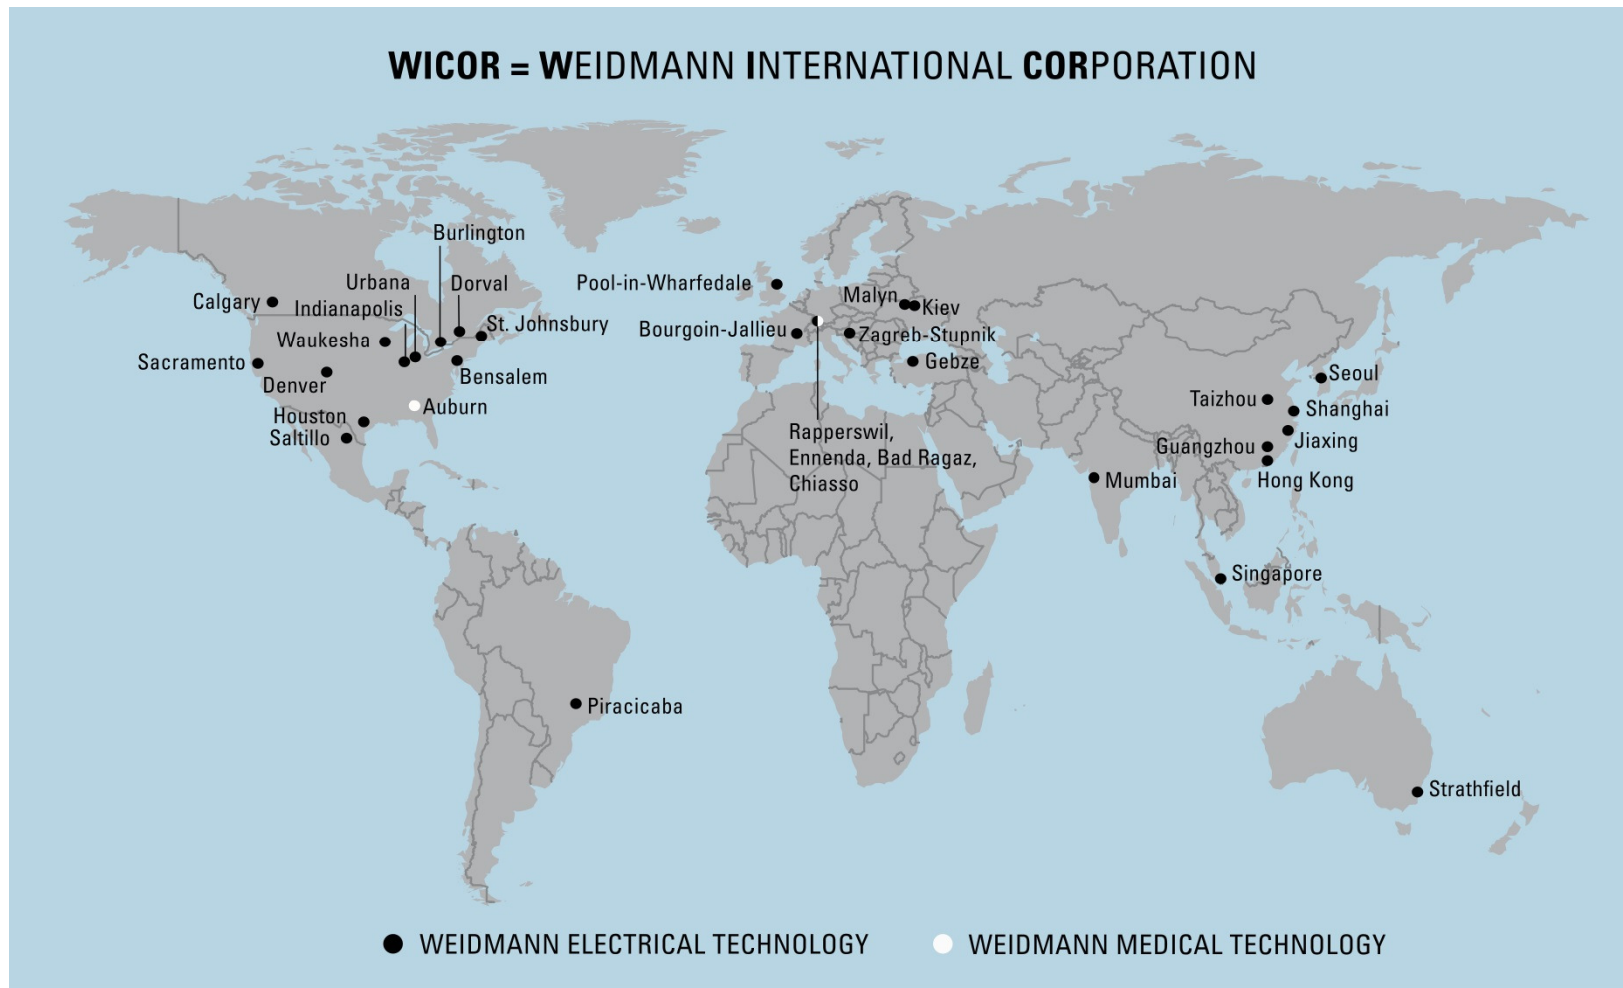 WICOR = WEIDMANN INTERNATIONAL CORPORATION
Burlington
Urbana
Dorval
Pool-in-Wharfedale
Malyn
Kiev
Calgary
Indianapolis
St. Johnsbury
Bourgoin-Jallieu
Zagreb-Stupnik
Waukesha
Sacramento
Gebze
Denver
Bensalem
Seoul
Taizhou
Auburn
Shanghai
Houston
Saltillo
Rapperswil,
Ennenda, Bad Ragaz,
Chiasso
Jiaxing
Guangzhou
Mumbai
Hong Kong
Singapore
Piracicaba
Strathfield
WEIDMANN ELECTRICAL TECHNOLOGY
WEIDMANN MEDICAL TECHNOLOGY